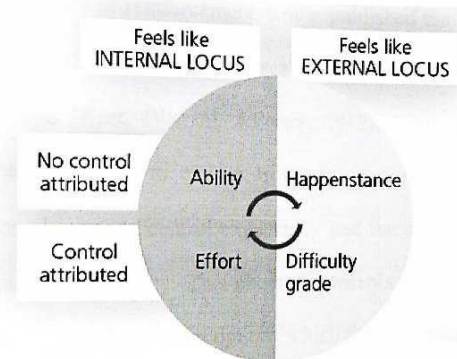 Feels like
INTERNAL LOCUS
Feels like
EXTERNAL LOCUS
No control
attributed
Ability
Happenstance
Control
attributed
Effort
Difficulty
grade